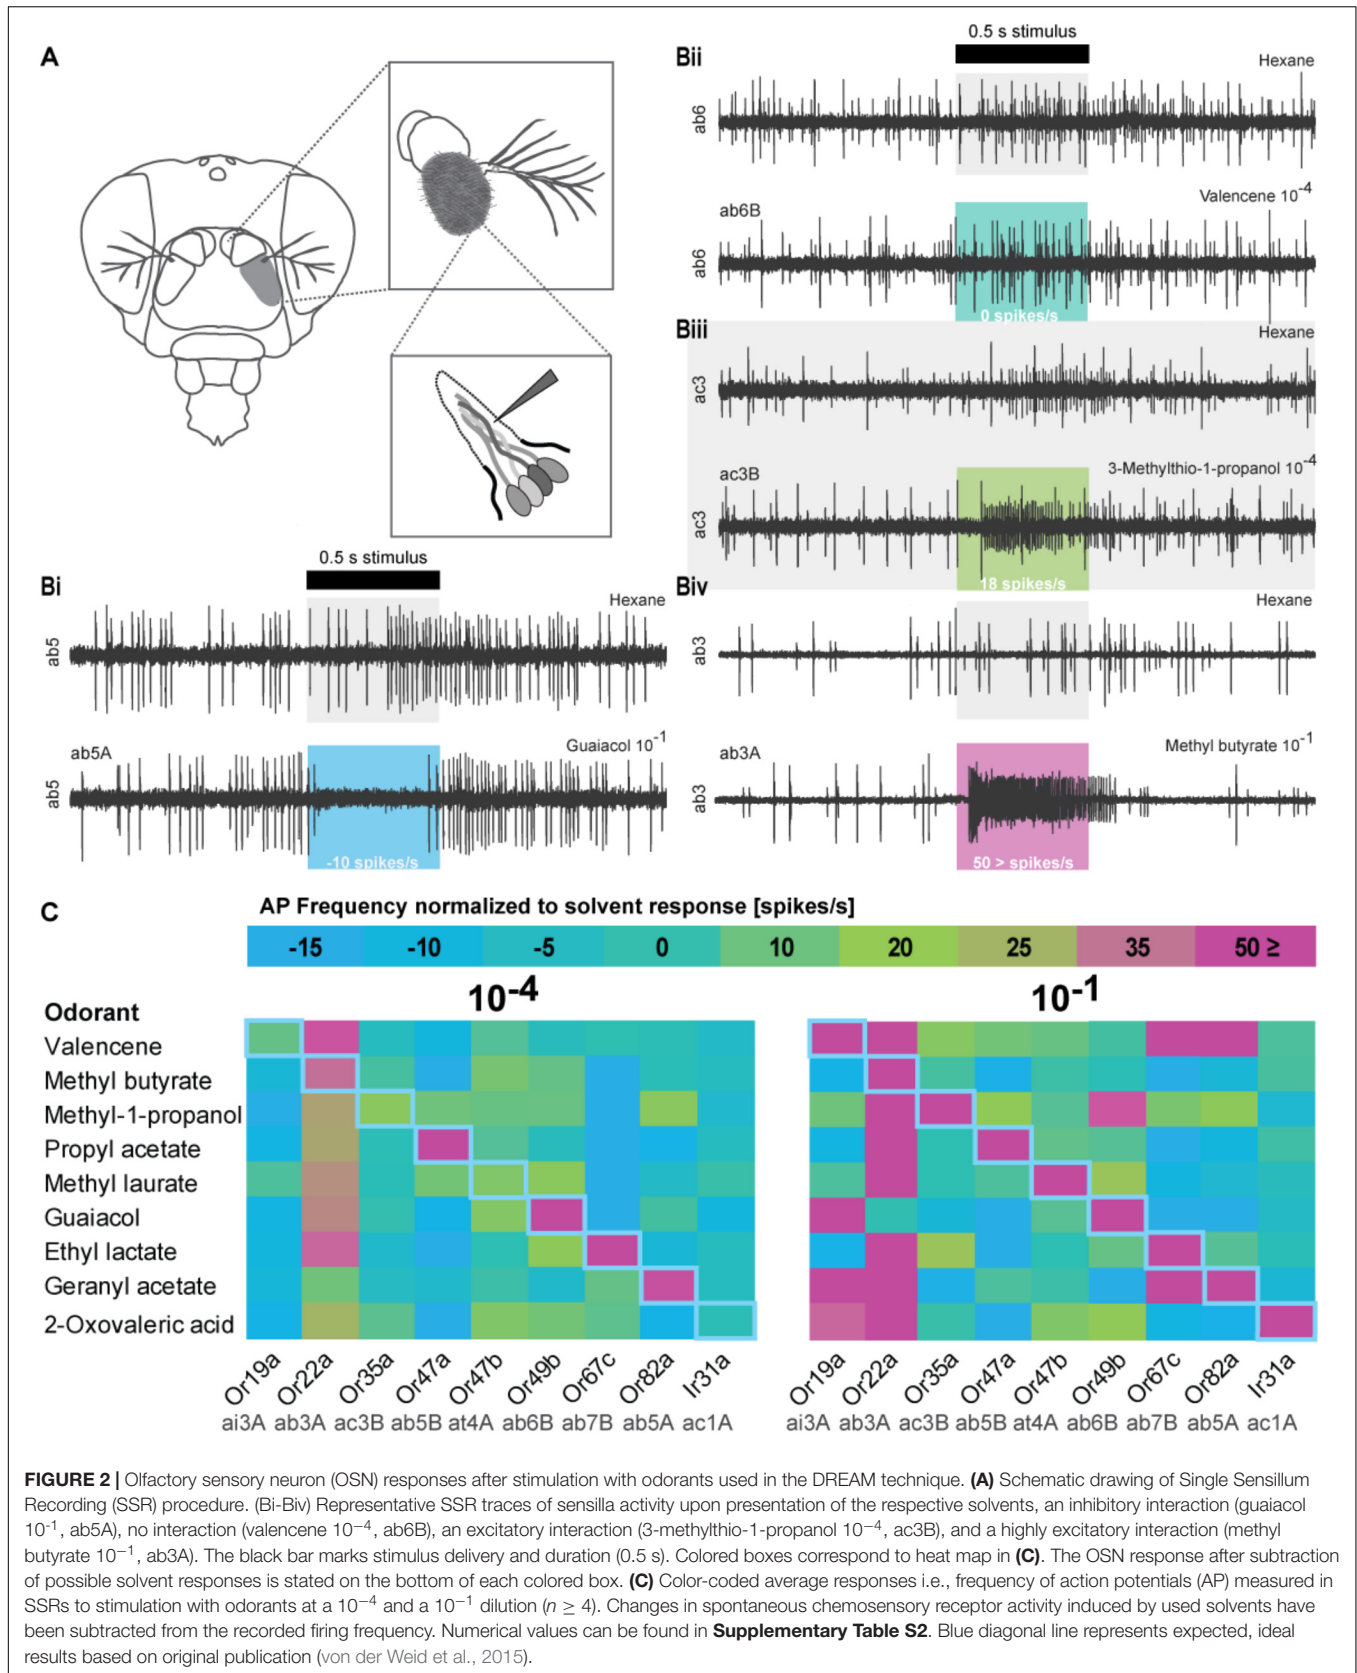 A
0.5 s stimulus
Bii
Hexane
ab6
ab6B
Valencene 10-4
ab6
0 spikes/s
Biii
Hexane
ac3
ac3B
3-Methylthio-1-propanol 10-4
ac3
18 spikes/s
0.5 s stimulus
Bi
Hexane
ab5
ab5A
Guaiacol 10-1
ab5
-10 spikes/s
Biv
Hexane
ab3
ab3A
Methyl butyrate 10-1
ab3
50 > spikes/s
C
AP Frequency normalized to solvent response [spikes/s]
-15 -10 -5 0 10 20 25 35 50 ≥
10-4 10-1
Odorant
Valencene
Methyl butyrate
Methyl-1-propanol
Propyl acetate
Methyl laurate
Guaiacol
Ethyl lactate
Geranyl acetate
2-Oxovaleric acid
Or19a Or22a Or35a Or47a Or47b Or49b Or67c Or82a Ir31a Or19a Or22a Or35a Or47a Or47b Or49b Or67c Or82a Ir31a
ai3A ab3A ac3B ab5B at4A ab6B ab7B ab5A ac1A ai3A ab3A ac3B ab5B at4A ab6B ab7B ab5A ac1A
FIGURE 2 | Olfactory sensory neuron (OSN) responses after stimulation with odorants used in the DREAM technique. (A) Schematic drawing of Single Sensillum
Recording (SSR) procedure. (Bi-Biv) Representative SSR traces of sensilla activity upon presentation of the respective solvents, an inhibitory interaction (guaiacol
10-1, ab5A), no interaction (valencene 10−4, ab6B), an excitatory interaction (3-methylthio-1-propanol 10−4, ac3B), and a highly excitatory interaction (methyl
butyrate 10−1, ab3A). The black bar marks stimulus delivery and duration (0.5 s). Colored boxes correspond to heat map in (C). The OSN response after subtraction
of possible solvent responses is stated on the bottom of each colored box. (C) Color-coded average responses i.e., frequency of action potentials (AP) measured in
SSRs to stimulation with odorants at a 10−4 and a 10−1 dilution (n ≥ 4). Changes in spontaneous chemosensory receptor activity induced by used solvents have
been subtracted from the recorded firing frequency. Numerical values can be found in Supplementary Table S2. Blue diagonal line represents expected, ideal
results based on original publication (von der Weid et al., 2015).